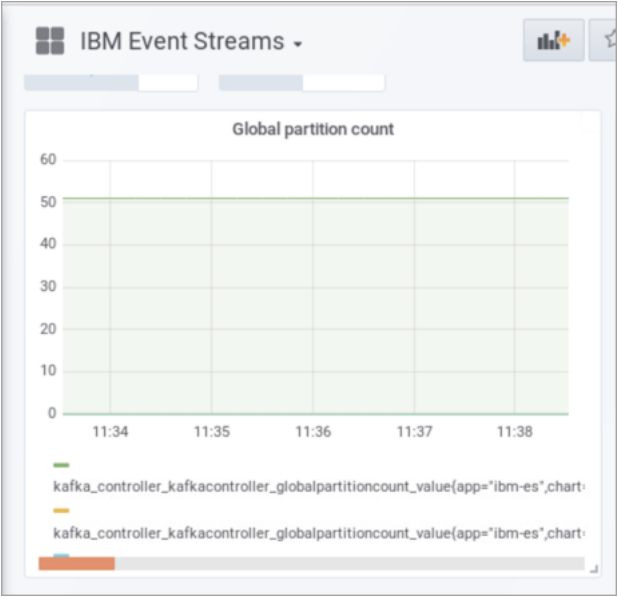 IBM Event Streams
Global partition count
60
50
40
30
20
10
0
11:34 11:35 11:36 11:37 11:38
kafka_controller_kafkacontroller_globalpartitioncount_value{app="ibm-es",chart=
kafka_controller_kafkacontroller_globalpartitioncount_value{app="ibm-es",chart=